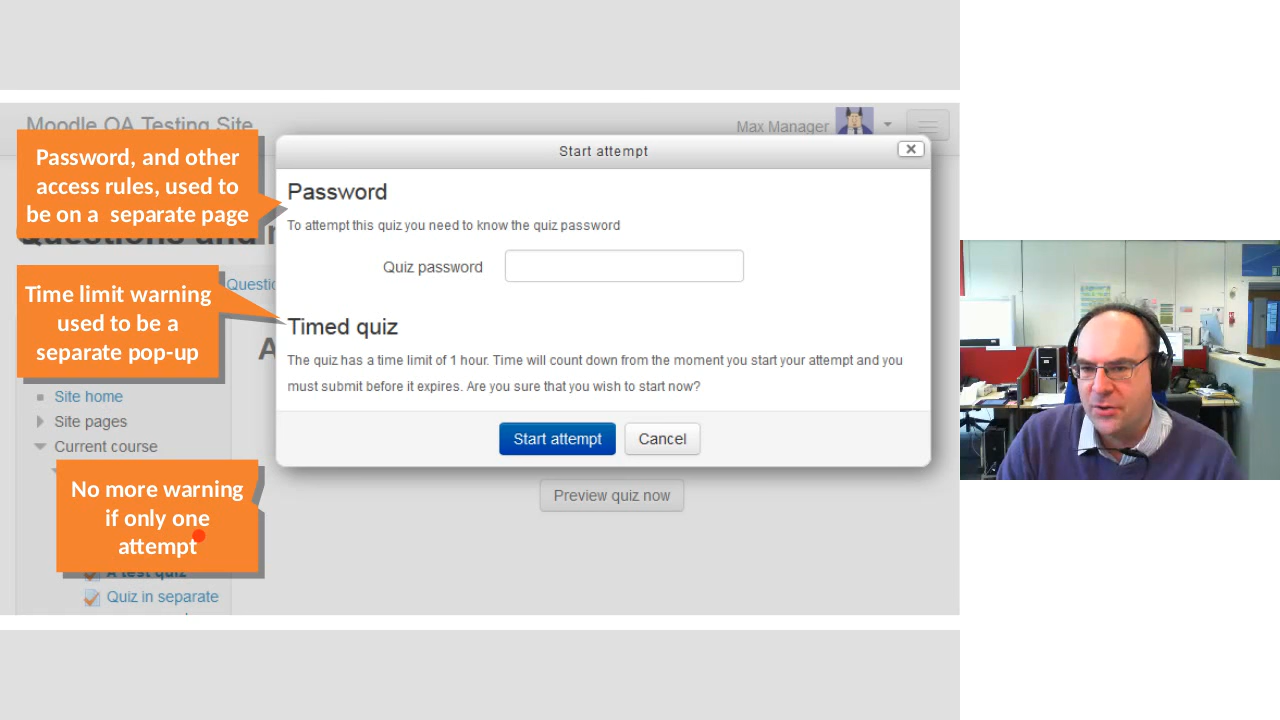 Moodle QA Testing Site
Max Manager
Password, and other
access rules, used to
be on a separate page
Start attempt
Password
To attempt this quiz you need to know the quiz password
Quiz password
Questions and
Time limit warning
used to be a
separate pop-up
Timed quiz
The quiz has a time limit of 1 hour. Time will count down from the moment you start your attempt and you
must submit before it expires. Are you sure that you wish to start now?
Start attempt
Cancel
Site home
Site pages
Current course
No more warning
if only one
attempt
Preview quiz now
A test quiz
Quiz in separate